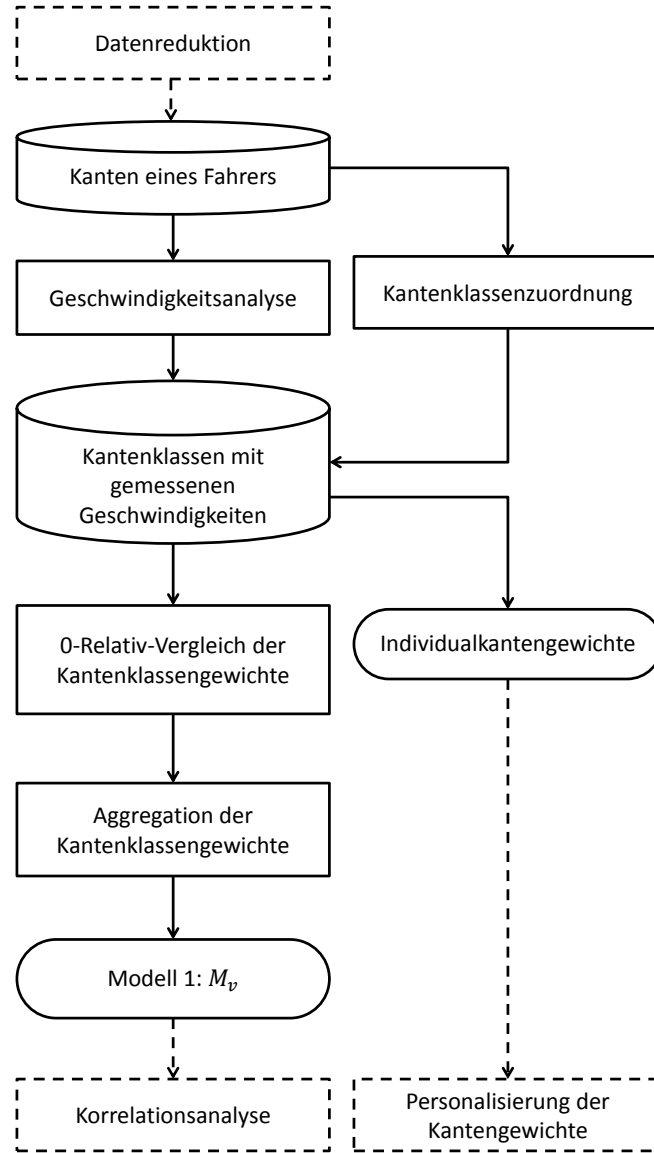 Datenreduktion
Kanten eines Fahrers
Geschwindigkeitsanalyse
Kantenklassenzuordnung
Kantenklassen mit
gemessenen
Geschwindigkeiten
0-Relativ-Vergleich der
Kantenklassengewichte
Individualkantengewichte
Aggregation der
Kantenklassengewichte
Modell 1: M_v
Korrelationsanalyse
Personalisierung der
Kantengewichte